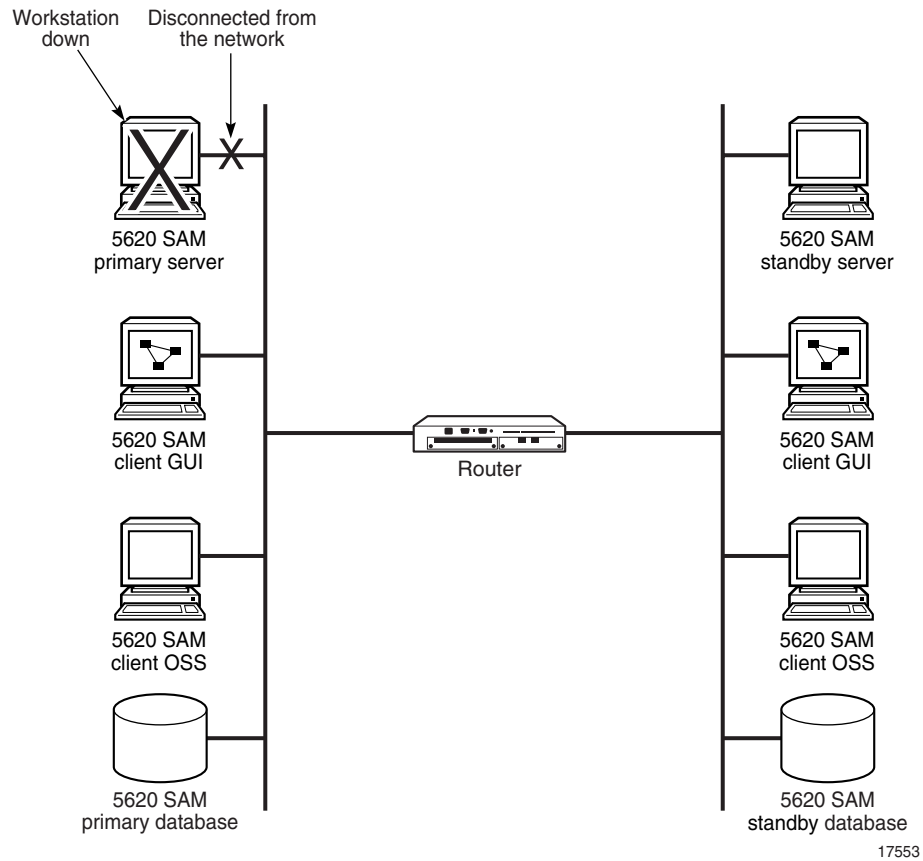 Workstation
down
Disconnected from
the network
5620 SAM
primary server
5620 SAM
standby server
5620 SAM
client GUI
Router
5620 SAM
client GUI
5620 SAM
client OSS
5620 SAM
client OSS
5620 SAM
primary database
5620 SAM
standby database
17553